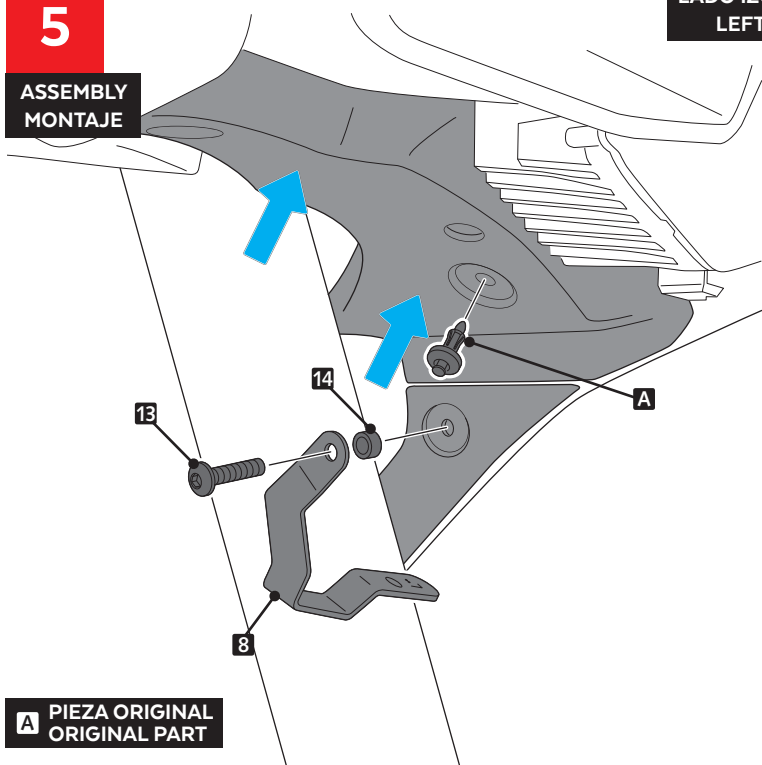 5
LEFT
ASSEMBLY
MONTAJE
14
13
A
8
A PIEZA ORIGINAL
ORIGINAL PART